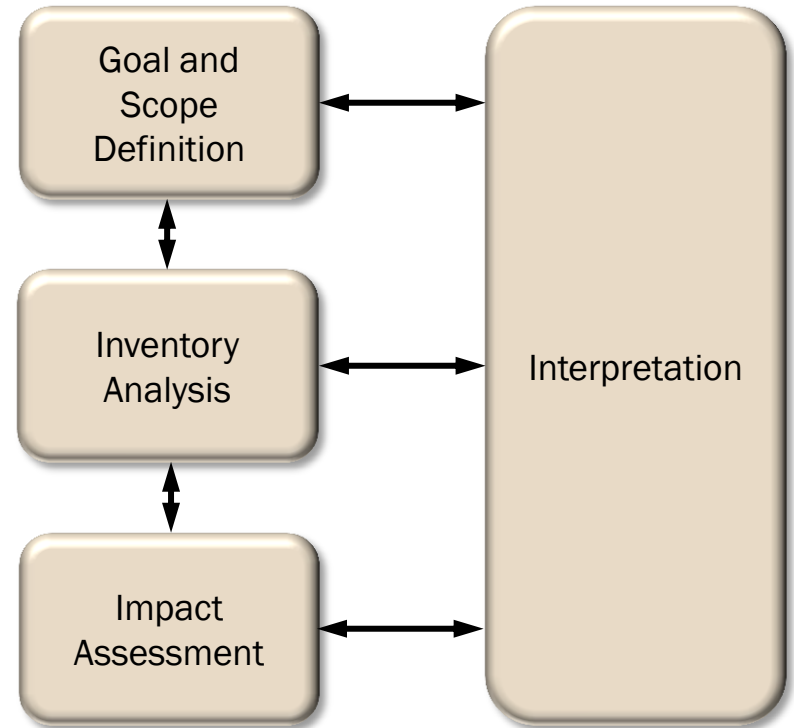 Goal and
Scope
Definition
Inventory
Analysis
Interpretation
Impact
Assessment